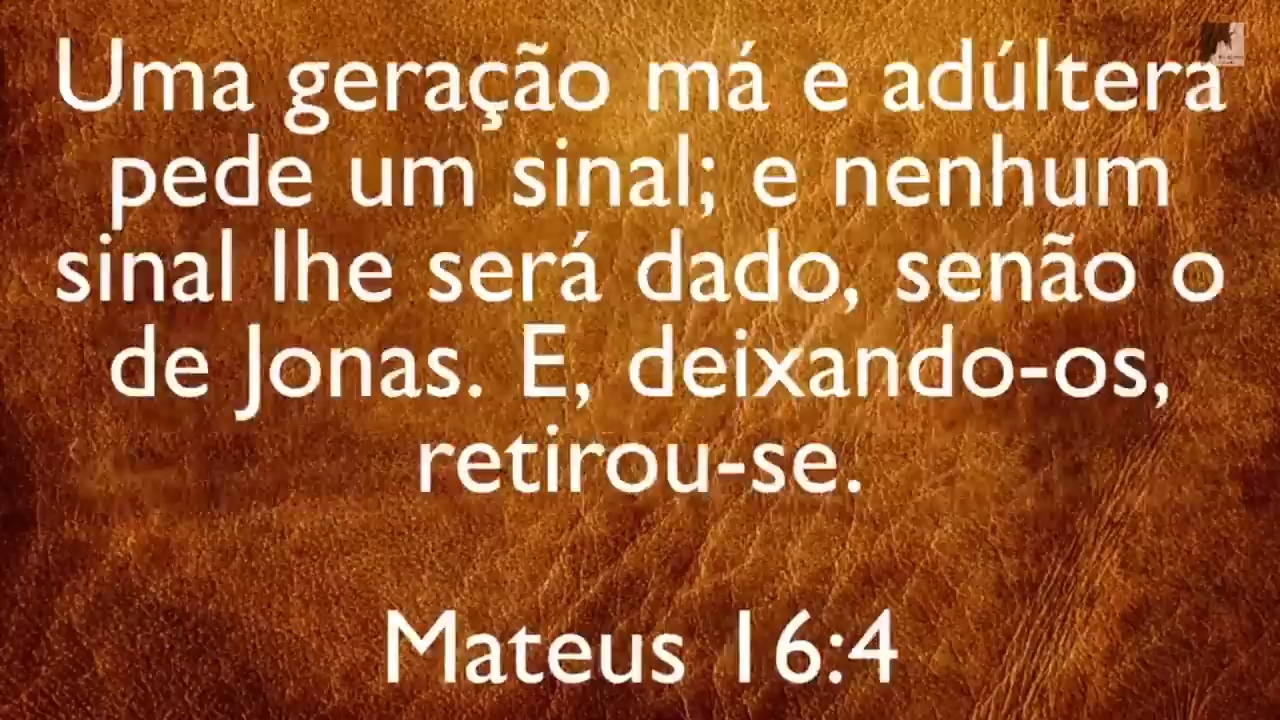 Uma geração má e adúltera
pede um sinal; e nenhum
sinal lhe será dado, senão o
de Jonas. E, deixando-os,
retirou-se.
Mateus 16:4